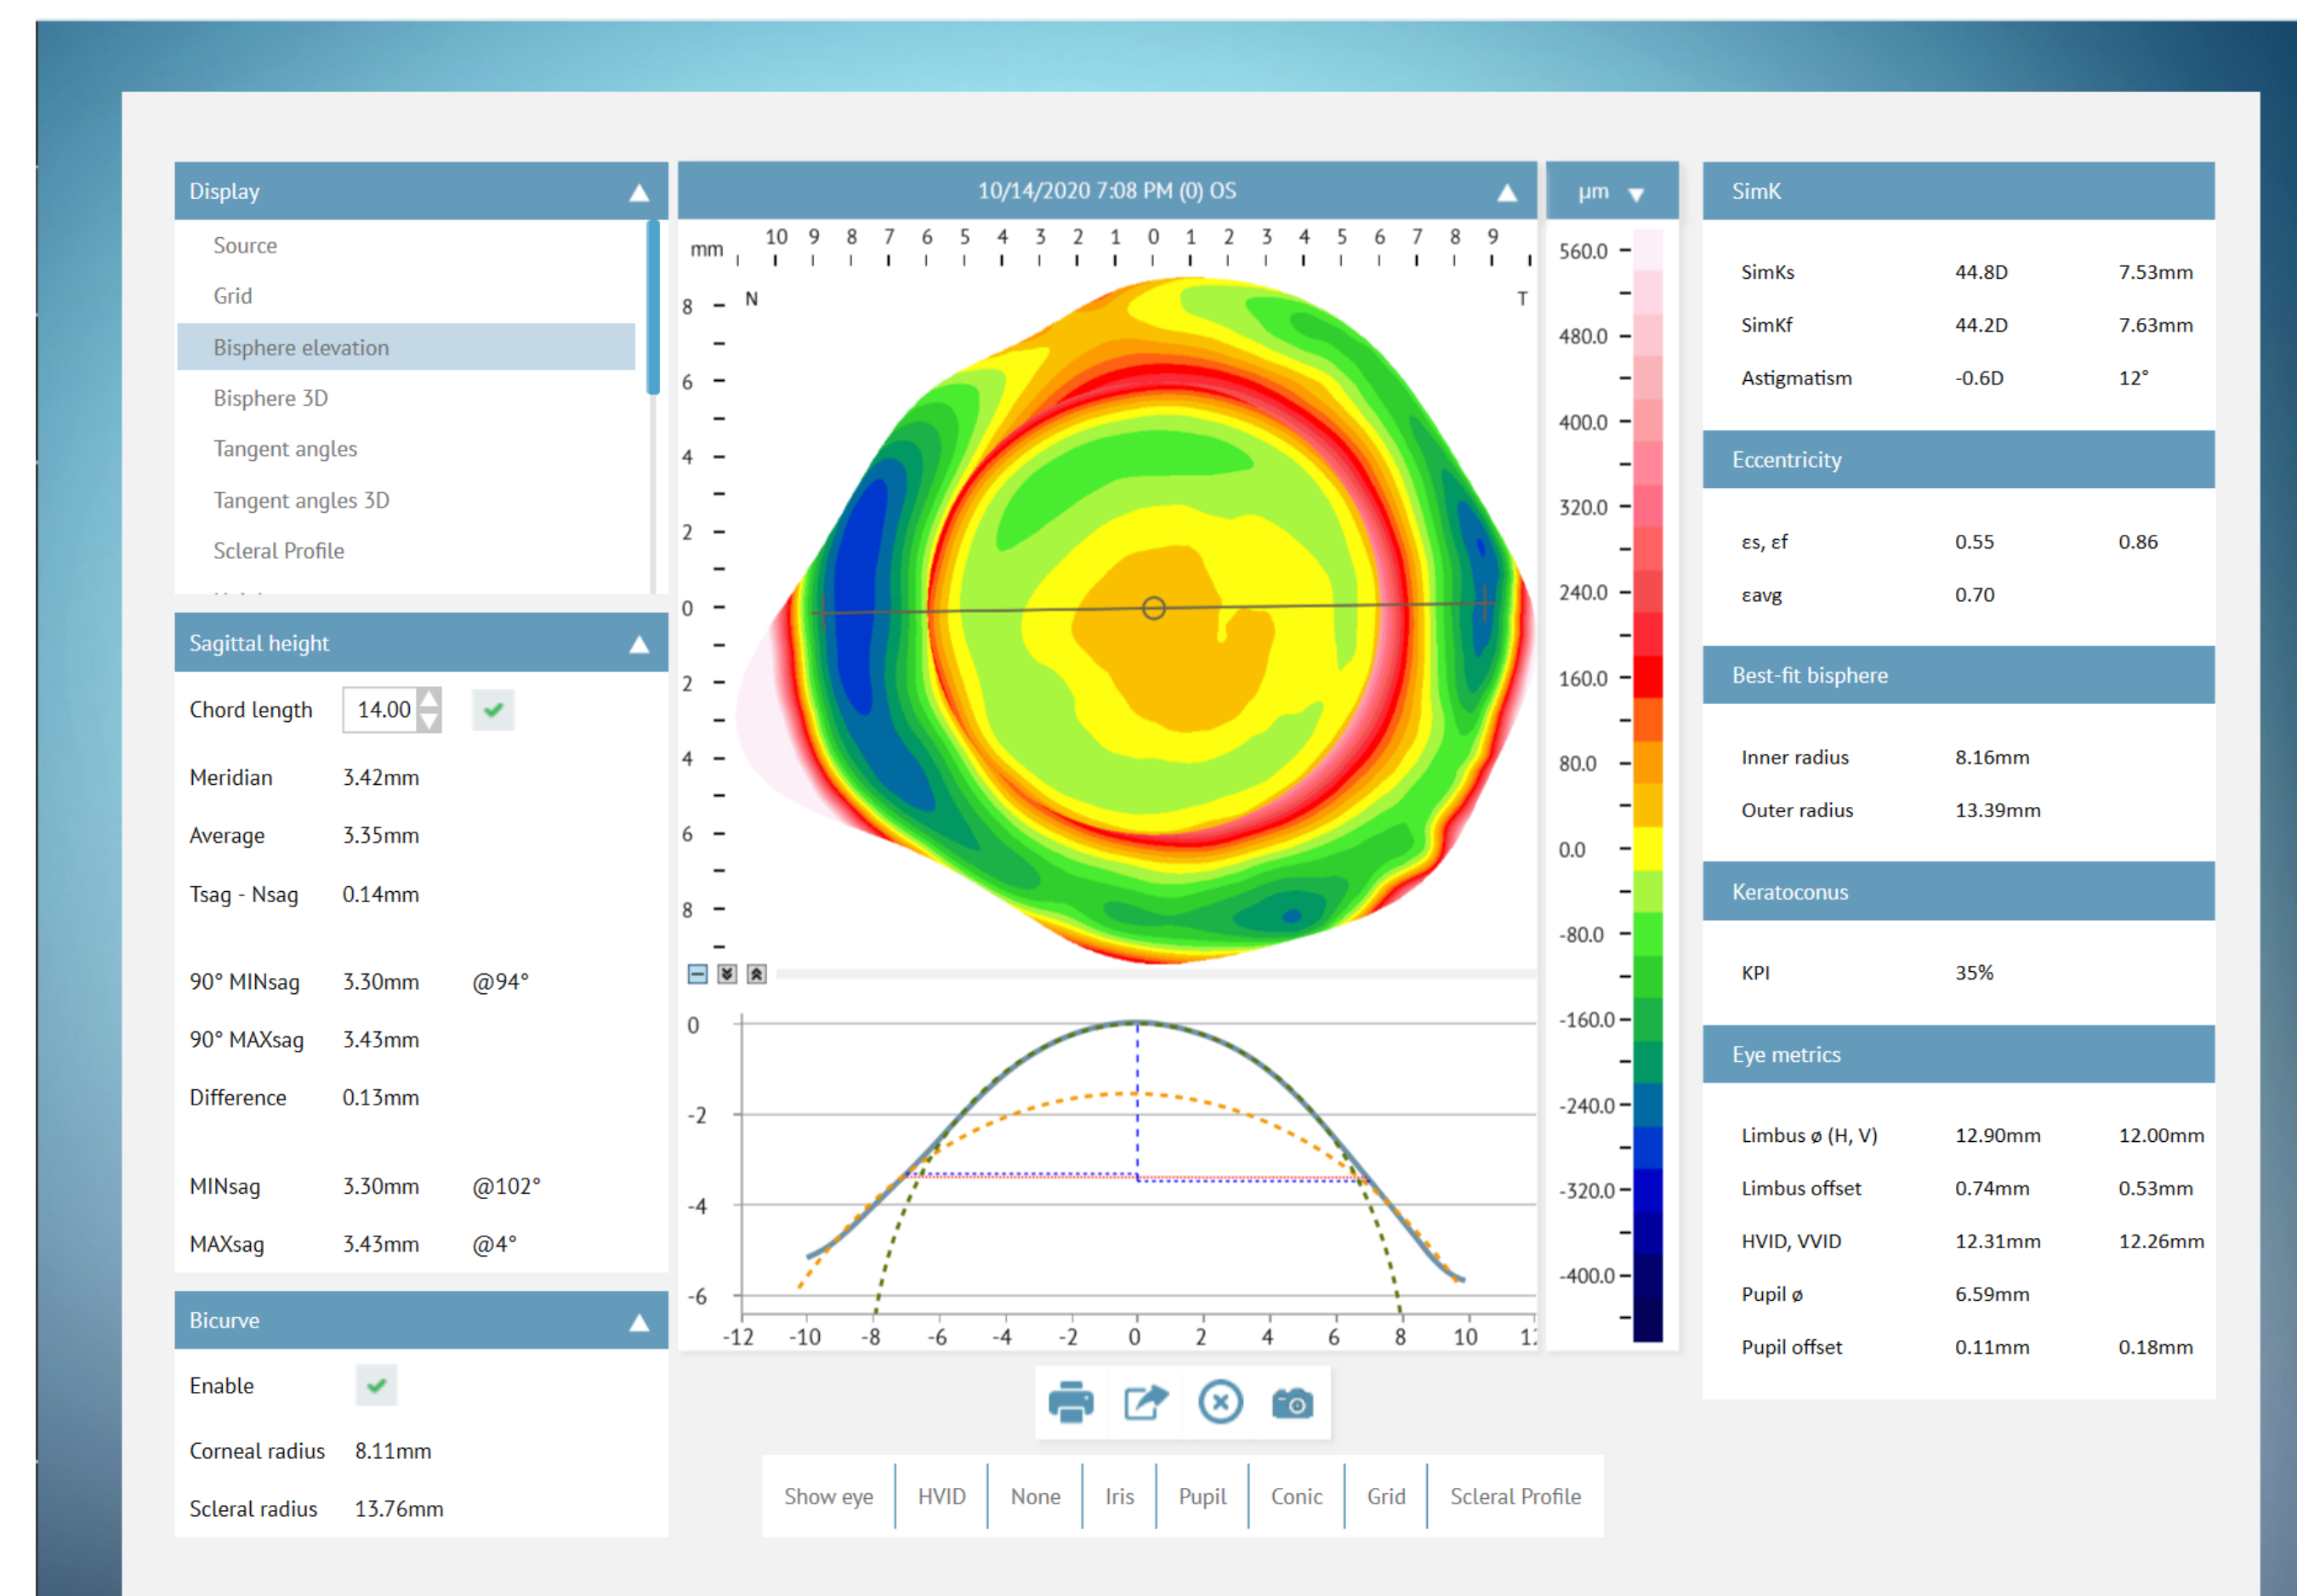 Display
Source
Grid
Bisphere elevation
Bisphere 3D
Tangent angles
Tangent angles 3D
Scleral Profile
Sagittal height
Chord length 14.00
Meridian 3.42mm
Average 3.35mm
Tsag - Nsag 0.14mm
90° MINsag 3.30mm @94°
90° MAXsag 3.43mm
Difference 0.13mm
MINsag 3.30mm @102°
MAXsag 3.43mm @4°
Bicurve
Enable
Corneal radius 8.11mm
Scleral radius 13.76mm
10/14/2020 7:08 PM (0) OS
mm 10 9 8 7 6 5 4 3 2 1 0 1 2 3 4 5 6 7 8 9
N T
8
6
4
2
0
2
4
6
8
0
-2
-4
-6
-12 -10 -8 -6 -4 -2 0 2 4 6 8 10
Show eye HVID None Iris Pupil Conic Grid Scleral Profile
µm
560.0
480.0
400.0
320.0
240.0
160.0
80.0
0.0
-80.0
-160.0
-240.0
-320.0
-400.0
SimK
SimKs 44.8D 7.53mm
SimKf 44.2D 7.63mm
Astigmatism -0.6D 12°
Eccentricity
εs, εf 0.55 0.86
εavg 0.70
Best-fit bisphere
Inner radius 8.16mm
Outer radius 13.39mm
Keratoconus
KPI 35%
Eye metrics
Limbus ø (H, V) 12.90mm 12.00mm
Limbus offset 0.74mm 0.53mm
HVID, VVID 12.31mm 12.26mm
Pupil ø 6.59mm
Pupil offset 0.11mm 0.18mm